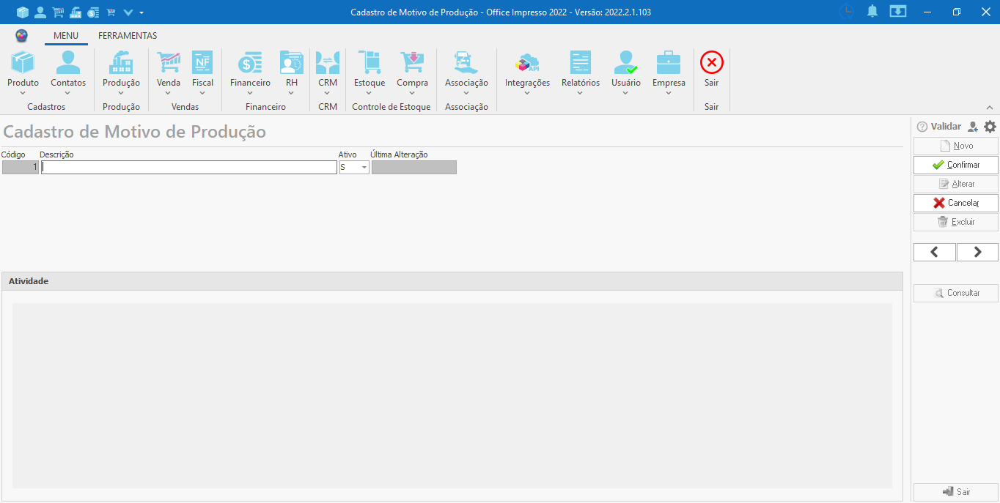 Cadastro de Motivo de Produção - Office Impresso 2022 - Versão: 2022.2.1.103
MENU FERRAMENTAS
Produto Contatos Produção Venda Fiscal Financeiro RH CRM Estoque Compra Associação Integrações Relatórios Usuário Empresa Sair
Cadastros Produção Vendas Financeiro CRM Controle de Estoque Associação Sair
NF
API
Cadastro de Motivo de Produção
Código Descrição Ativo Última Alteração
1 S
Atividade
Validar
Novo
Confirmar
Alterar
Cancelar
Excluir
Consultar
Sair